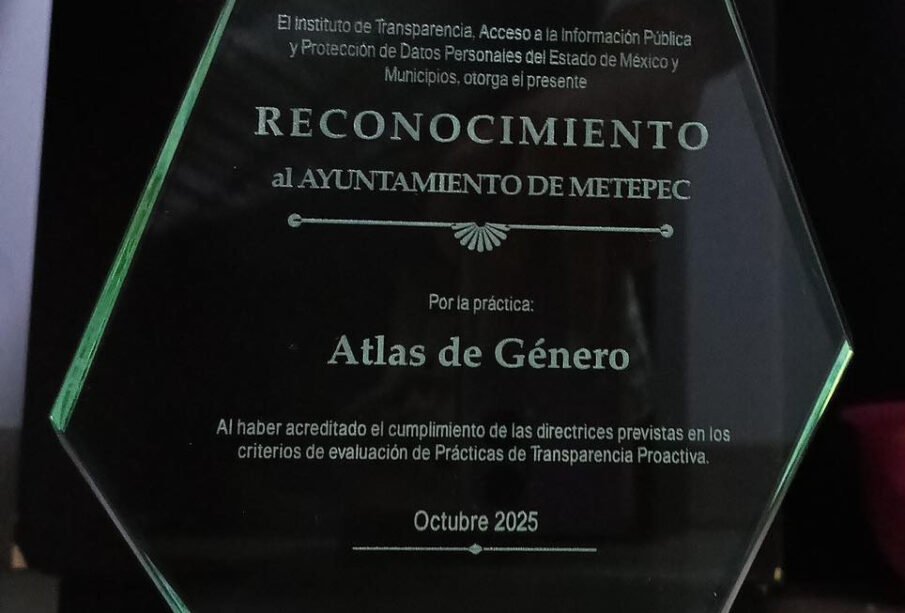 El Instituto de Transparencia, Acceso a la Información Pública
y Protección de Datos Personales del Estado de México y
Municipios, otorga el presente
RECONOCIMIENTO
al AYUNTAMIENTO DE METEPEC
Por la práctica:
Atlas de Género
Al haber acreditado el cumplimiento de las directrices previstas en los
criterios de evaluación de Prácticas de Transparencia Proactiva.
Octubre 2025